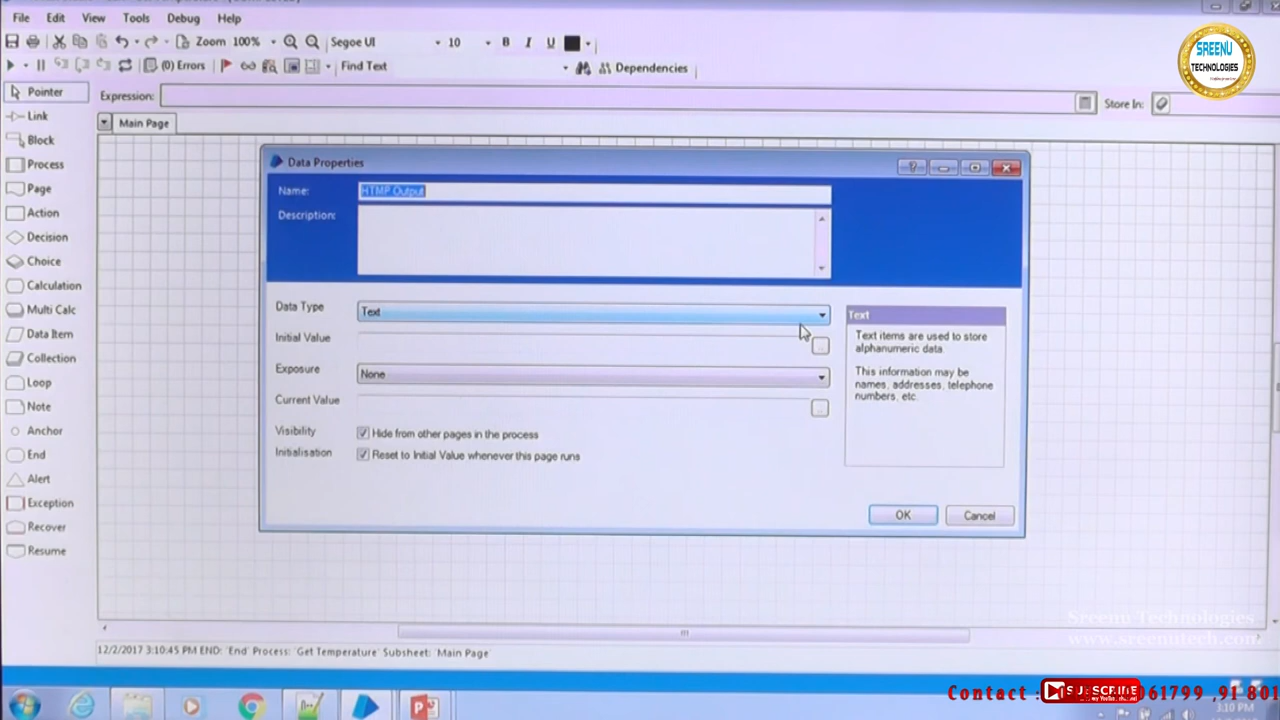 File Edit View Tools Debug Help
Zoom 100% Segoe UI 10 B I U
(0) Errors Find Text Dependencies
SREENU
TECHNOLOGIES
Pointer
Expression: Store In:
Link
Main Page
Block
Process
Page
Action
Decision
Choice
Calculation
Multi Calc
Data Item
Collection
Loop
Note
Anchor
End
Alert
Exception
Recover
Resume
Data Properties
Name: HTMP Output
Description:
Data Type Text
Initial Value
Exposure None
Current Value
Visibility Hide from other pages in the process
Initialisation Reset to Initial Value whenever this page runs
Text
Text items are used to store
alphanumeric data
This information may be
names, addresses, telephone
numbers, etc.
OK Cancel
12/2/2017 3:10:45 PM END: 'End' Process: 'Get Temperature' Subsheet: 'Main Page'
Sreenu Technologies
www.sreenutech.com
Contact : SUBSCRIBE 061799 ,91 801
3:10 PM